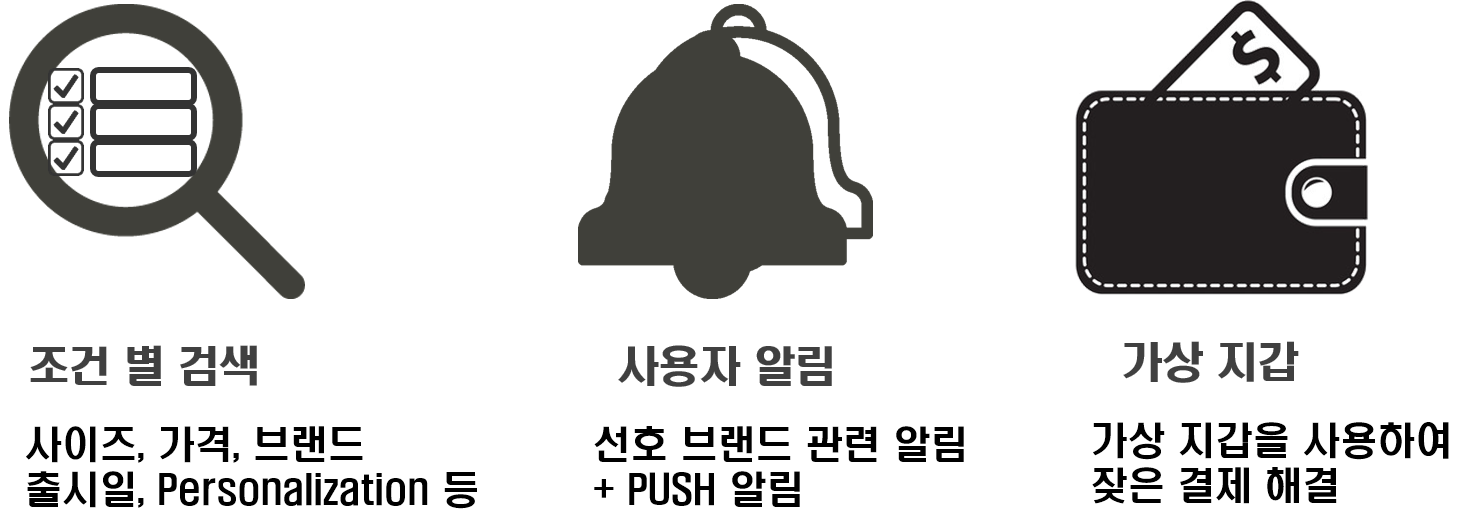 조건 별 검색
사이즈, 가격, 브랜드
출시일, Personalization 등
사용자 알림
선호 브랜드 관련 알림
+ PUSH 알림
$
가상 지갑
가상 지갑을 사용하여
잦은 결제 해결